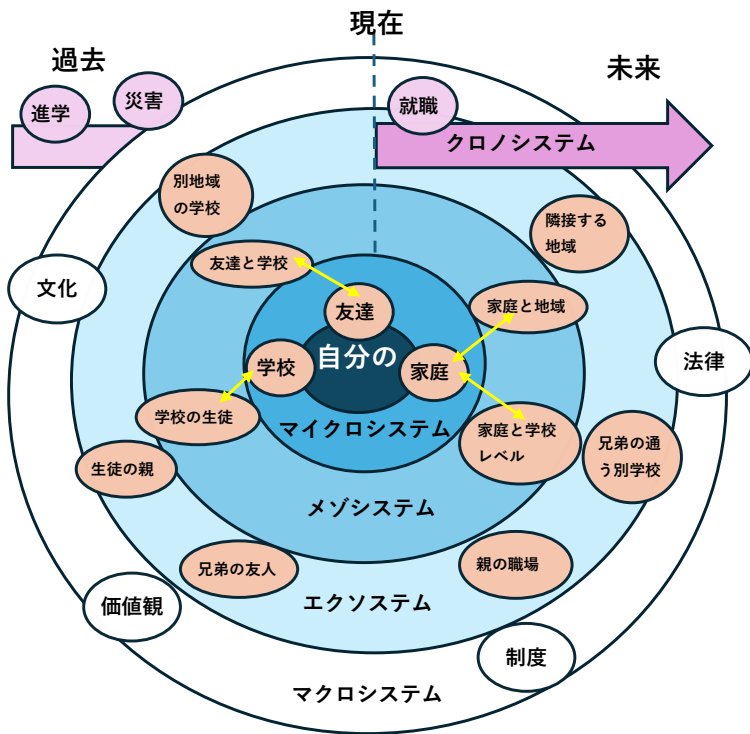 現在
過去
未来
進学
災害
就職
クロノシステム
別地域
の学校
隣接する
地域
友達と学校
文化
友達
家庭と地域
自分の
学校
家庭
法律
学校の生徒
マイクロシステム
家庭と学校
レベル
兄弟の通
う別学校
生徒の親
メゾシステム
兄弟の友人
親の職場
価値観
エクソステム
制度
マクロシステム